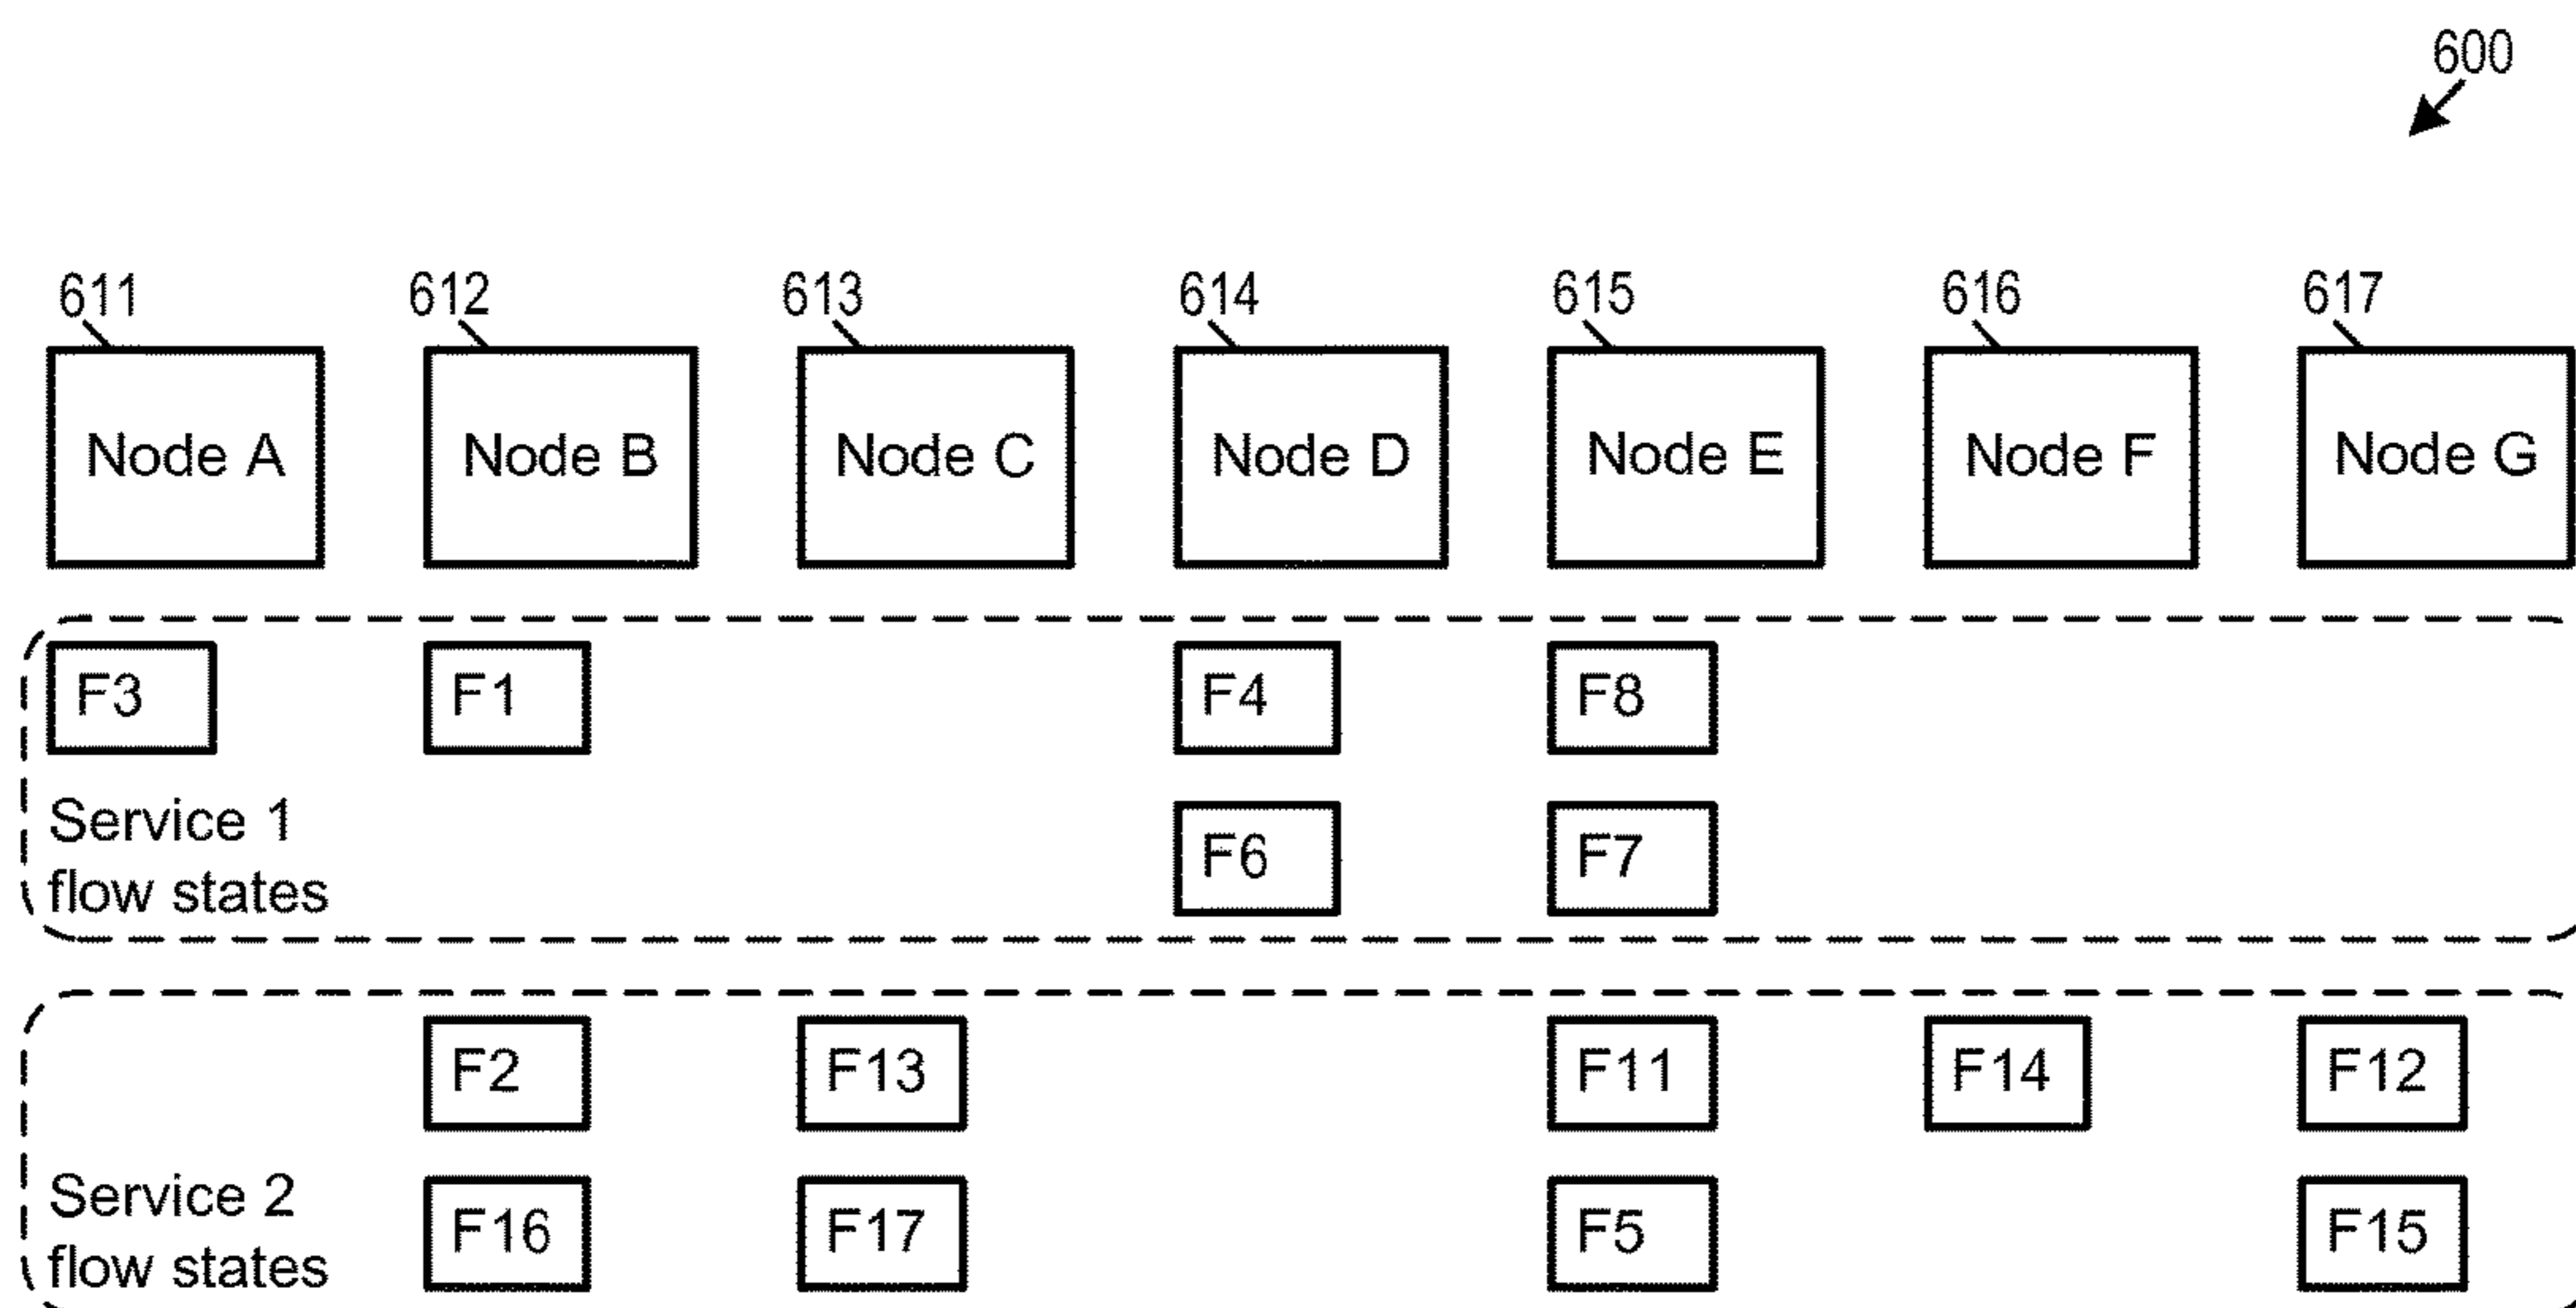 600
611 612 613 614 615 616 617
Node A Node B Node C Node D Node E Node F Node G
F3 F1 F4 F8
Service 1
flow states
F6 F7
F2 F13 F11 F14 F12
Service 2
flow states
F16 F17 F5 F15